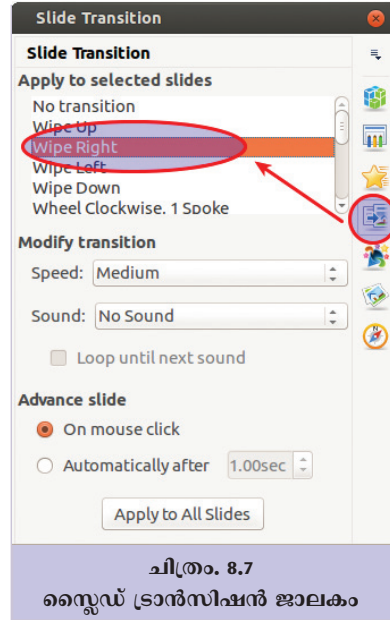 Slide Transition
Slide Transition
Apply to selected slides
No transition
Wipe Up
Wipe Right
Wipe Left
Wipe Down
Wheel Clockwise, 1 Spoke
Modify transition
Speed: Medium
Sound: No Sound
Loop until next sound
Advance slide
On mouse click
Automatically after 1.00sec
Apply to All Slides
ചിത്രം. 8.7
സ്ലൈഡ് ട്രാൻസിഷൻ ജാലകം